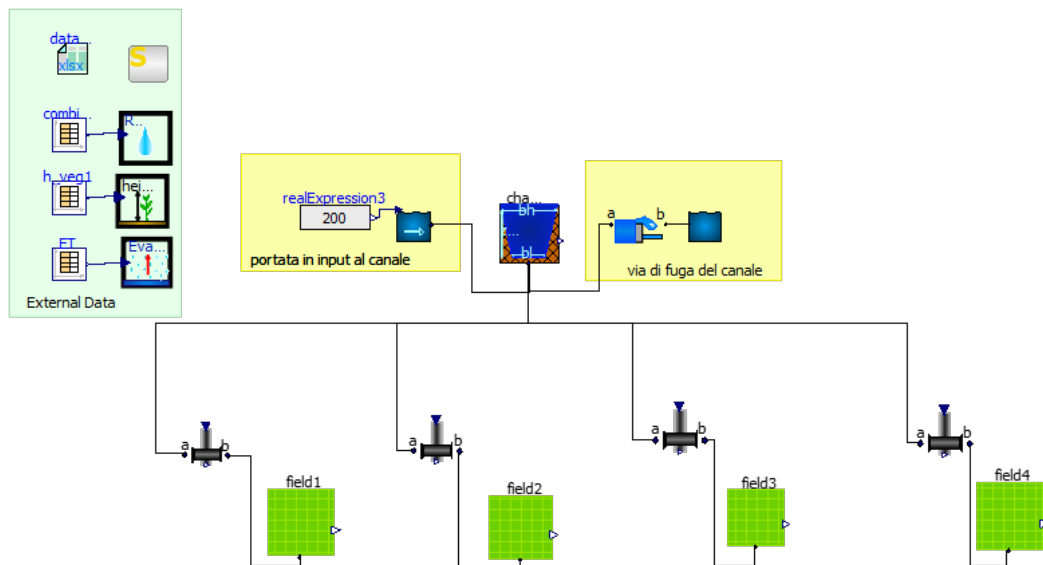 data...
xlsx
S
combi...
R...
h_veg1
hei...
ET
Eva...
External Data
realExpression3
200
portata in input al canale
cha...
bh
r...
bl
a
b
via di fuga del canale
a
b
a
b
a
b
a
b
field1
field2
field3
field4